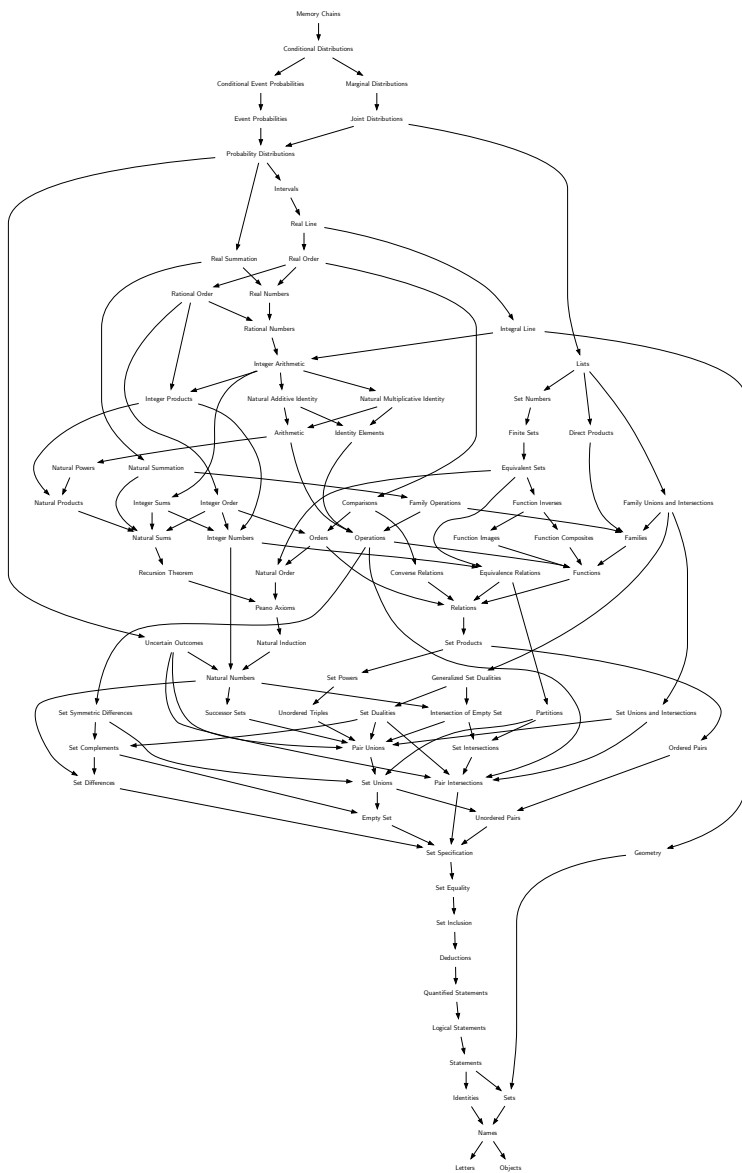 Memory Chains
Conditional Distributions
Conditional Event Probabilities
Marginal Distributions
Event Probabilities
Joint Distributions
Probability Distributions
Intervals
Real Line
Real Summation
Real Order
Rational Order
Real Numbers
Rational Numbers
Integral Line
Integer Arithmetic
Lists
Integer Products
Natural Additive Identity
Natural Multiplicative Identity
Set Numbers
Arithmetic
Identity Elements
Finite Sets
Direct Products
Natural Powers
Natural Summation
Equivalent Sets
Natural Products
Integer Sums
Integer Order
Comparisons
Family Operations
Function Inverses
Family Unions and Intersections
Natural Sums
Integer Numbers
Orders
Operations
Function Images
Function Composites
Families
Recursion Theorem
Natural Order
Converse Relations
Equivalence Relations
Functions
Peano Axioms
Relations
Uncertain Outcomes
Natural Induction
Set Products
Natural Numbers
Set Powers
Generalized Set Dualities
Set Symmetric Differences
Successor Sets
Unordered Triples
Set Dualities
Intersection of Empty Set
Partitions
Set Unions and Intersections
Set Complements
Pair Unions
Set Intersections
Ordered Pairs
Set Differences
Set Unions
Pair Intersections
Empty Set
Unordered Pairs
Set Specification
Geometry
Set Equality
Set Inclusion
Deductions
Quantified Statements
Logical Statements
Statements
Identities
Sets
Names
Letters
Objects